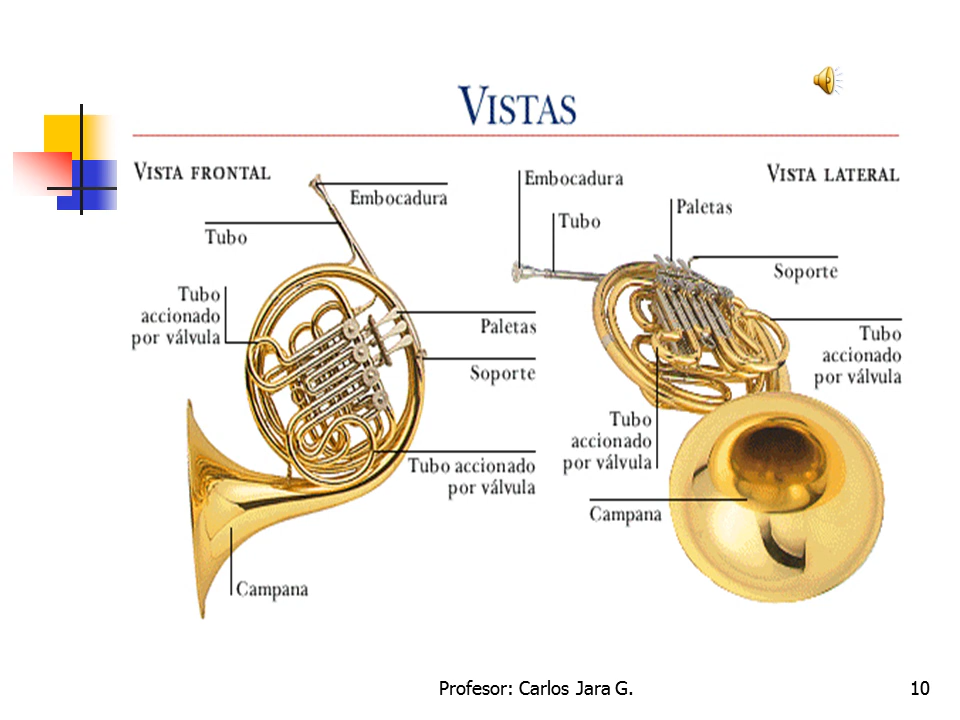 VISTAS
VISTA FRONTAL
Embocadura
Tubo
Tubo
accionado
por válvula
Paletas
Soporte
Tubo accionado
por válvula
Campana
VISTA LATERAL
Embocadura
Tubo
Paletas
Soporte
Tubo
accionado
por válvula
Tubo
accionado
por válvula
Campana
Profesor: Carlos Jara G.
10